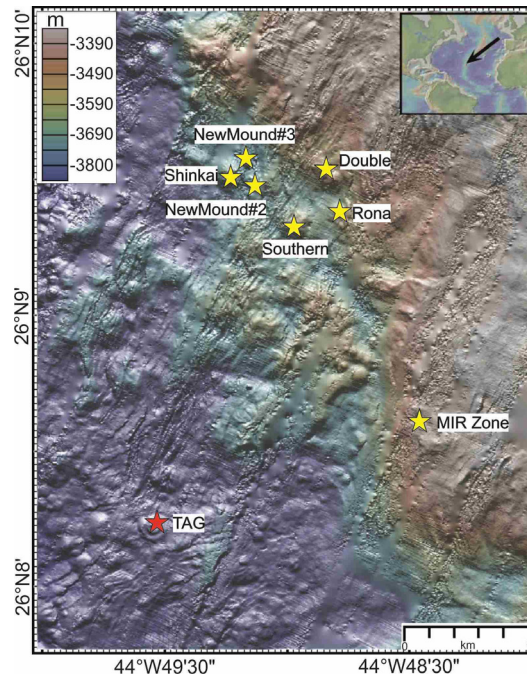 m
-3390
-3490
-3590
-3690
-3800
26°N10'
26°N9'
26°N8'
NewMound#3
Shinkai
NewMound#2
Double
Rona
Southern
MIR Zone
TAG
0
km
44°W49'30"
44°W48'30"